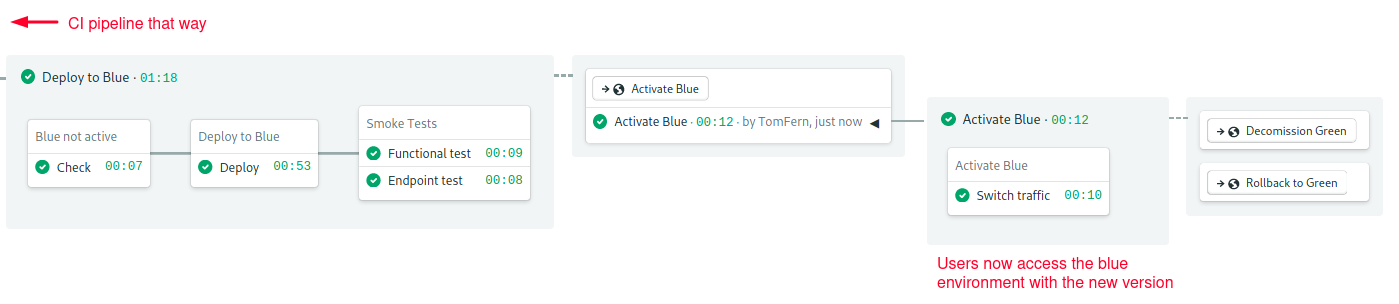 CI pipeline that way
Deploy to Blue · 01:18
Blue not active
Check 00:07
Deploy to Blue
Deploy 00:53
Smoke Tests
Functional test 00:09
Endpoint test 00:08
Activate Blue
Activate Blue · 00:12 · by TomFern, just now
Activate Blue · 00:12
Activate Blue
Switch traffic 00:10
Users now access the blue
environment with the new version
Decomission Green
Rollback to Green